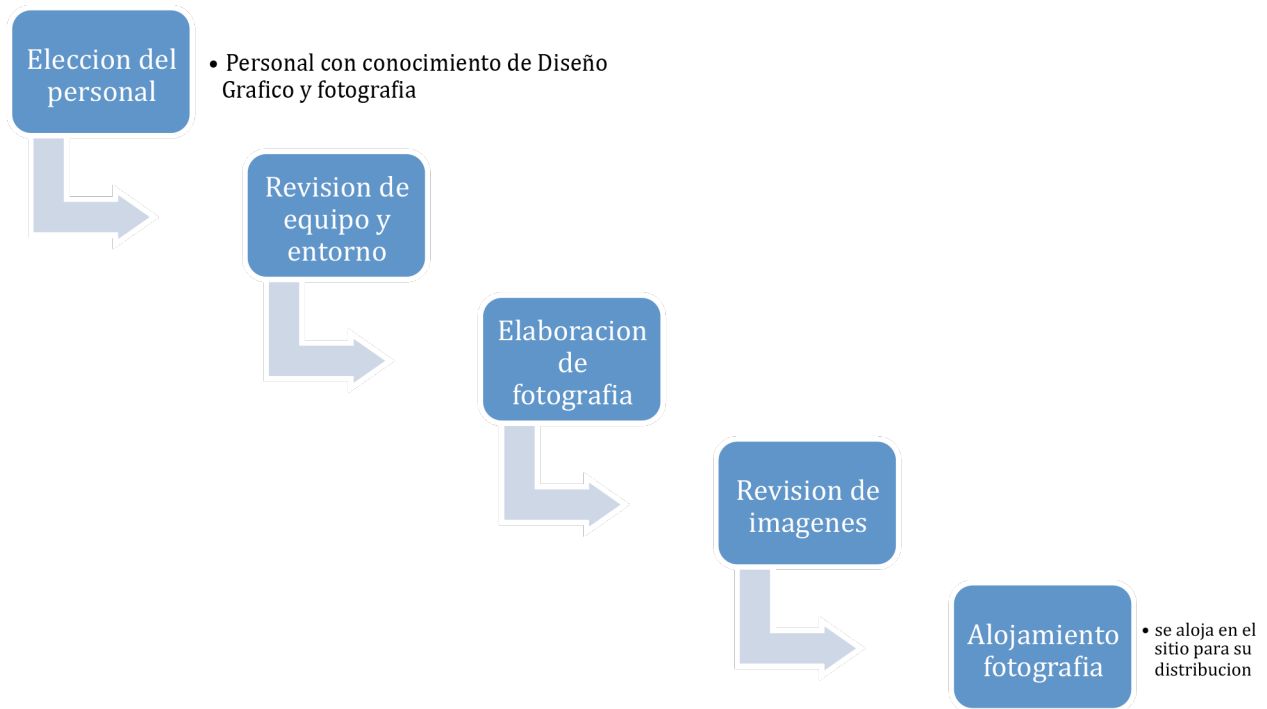 Eleccion del
personal
• Personal con conocimiento de Diseño
Grafico y fotografia
Revision de
equipo y
entorno
Elaboracion
de
fotografia
Revision de
imagenes
Alojamiento
fotografia
• se aloja en el
sitio para su
distribucion